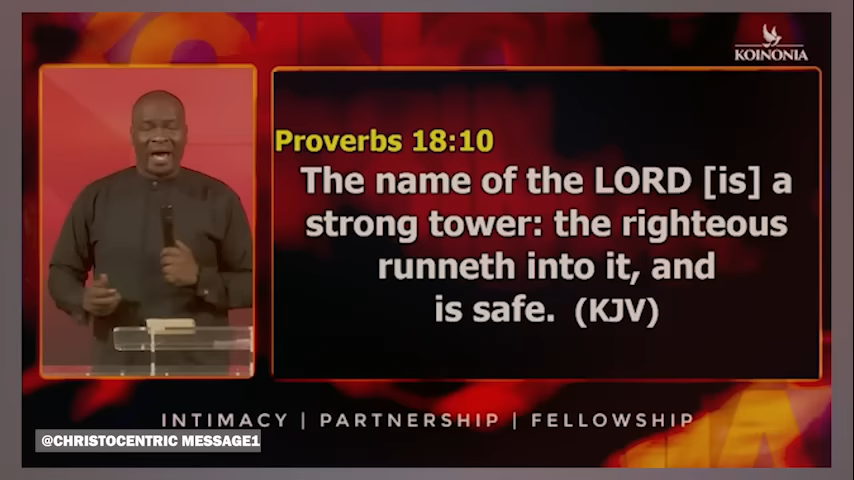 KOINONIA
Proverbs 18:10
The name of the LORD [is] a
strong tower: the righteous
runneth into it, and
is safe. (KJV)
INTIMACY | PARTNERSHIP | FELLOWSHIP
@CHRISTOCENTRIC MESSAGE1